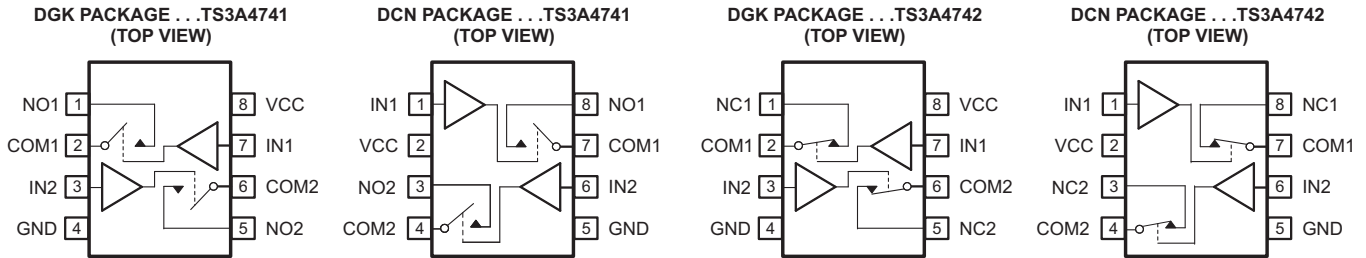 DGK PACKAGE . . .TS3A4741
(TOP VIEW)
NO1 1
COM1 2
IN2 3
GND 4
8 VCC
7 IN1
6 COM2
5 NO2
DCN PACKAGE . . .TS3A4741
(TOP VIEW)
IN1 1
VCC 2
NO2 3
COM2 4
8 NO1
7 COM1
6 IN2
5 GND
DGK PACKAGE . . .TS3A4742
(TOP VIEW)
NC1 1
COM1 2
IN2 3
GND 4
8 VCC
7 IN1
6 COM2
5 NC2
DCN PACKAGE . . .TS3A4742
(TOP VIEW)
IN1 1
VCC 2
NC2 3
COM2 4
8 NC1
7 COM1
6 IN2
5 GND